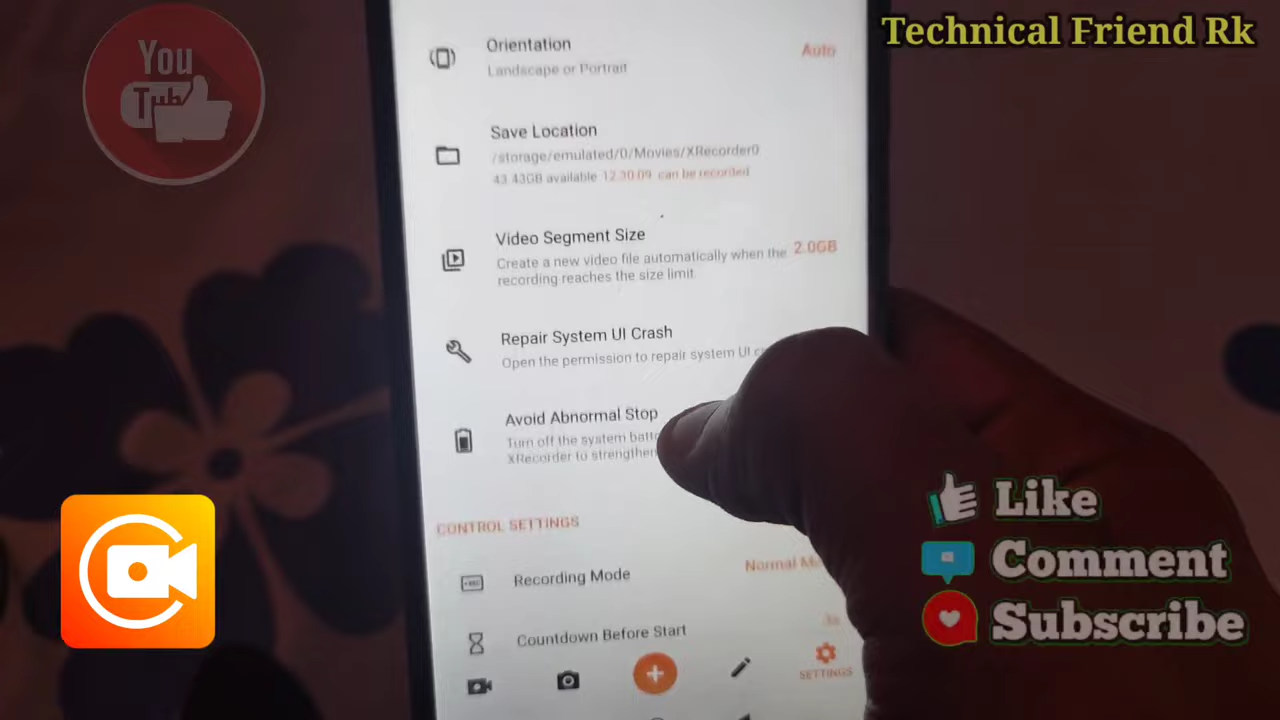 You
Tub
Technical Friend Rk
Orientation
Auto
Landscape or Portrait
Save Location
/storage/emulated/0/Movies/XRecorder0
43.43GB available 12:30:09 can be recorded
Video Segment Size
2.0GB
Create a new video file automatically when the
recording reaches the size limit.
Repair System UI Crash
Open the permission to repair system UI
Avoid Abnormal Stop
Turn off the system
XRecorder to strengthen
CONTROL SETTINGS
Recording Mode
Normal
Countdown Before Start
3s
SETTINGS
Like
Comment
Subscribe